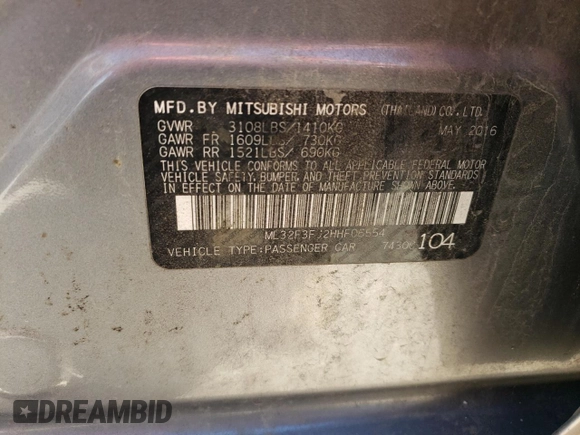 MFD.BY MITSUBISHI MOTORS (THAILAND) CO., LTD.
GVWR 3108LBS/1410KG MAY 2016
GAWR FR 1609LBS/ 730KG
GAWR RR 1521LBS/ 690KG
THIS VEHICLE CONFORMS TO ALL APPLICABLE FEDERAL MOTOR
VEHICLE SAFETY, BUMPER AND THEFT PREVENTION STANDARDS
IN EFFECT ON THE DATE OF MANUFACTURE SHOWN ABOVE.
ML32F3FJ2HHF06554
VEHICLE TYPE:PASSENGER CAR 104
DREAMBID